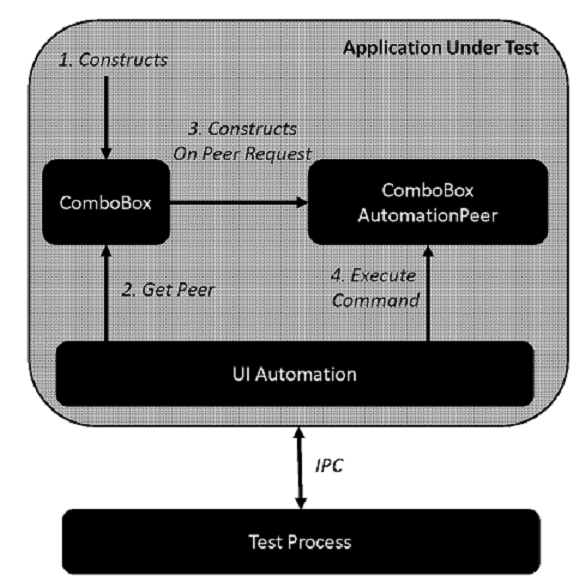 Application Under Test
1. Constructs
3. Constructs
On Peer Request
ComboBox
ComboBox
AutomationPeer
2. Get Peer
4. Execute
Command
UI Automation
IPC
Test Process